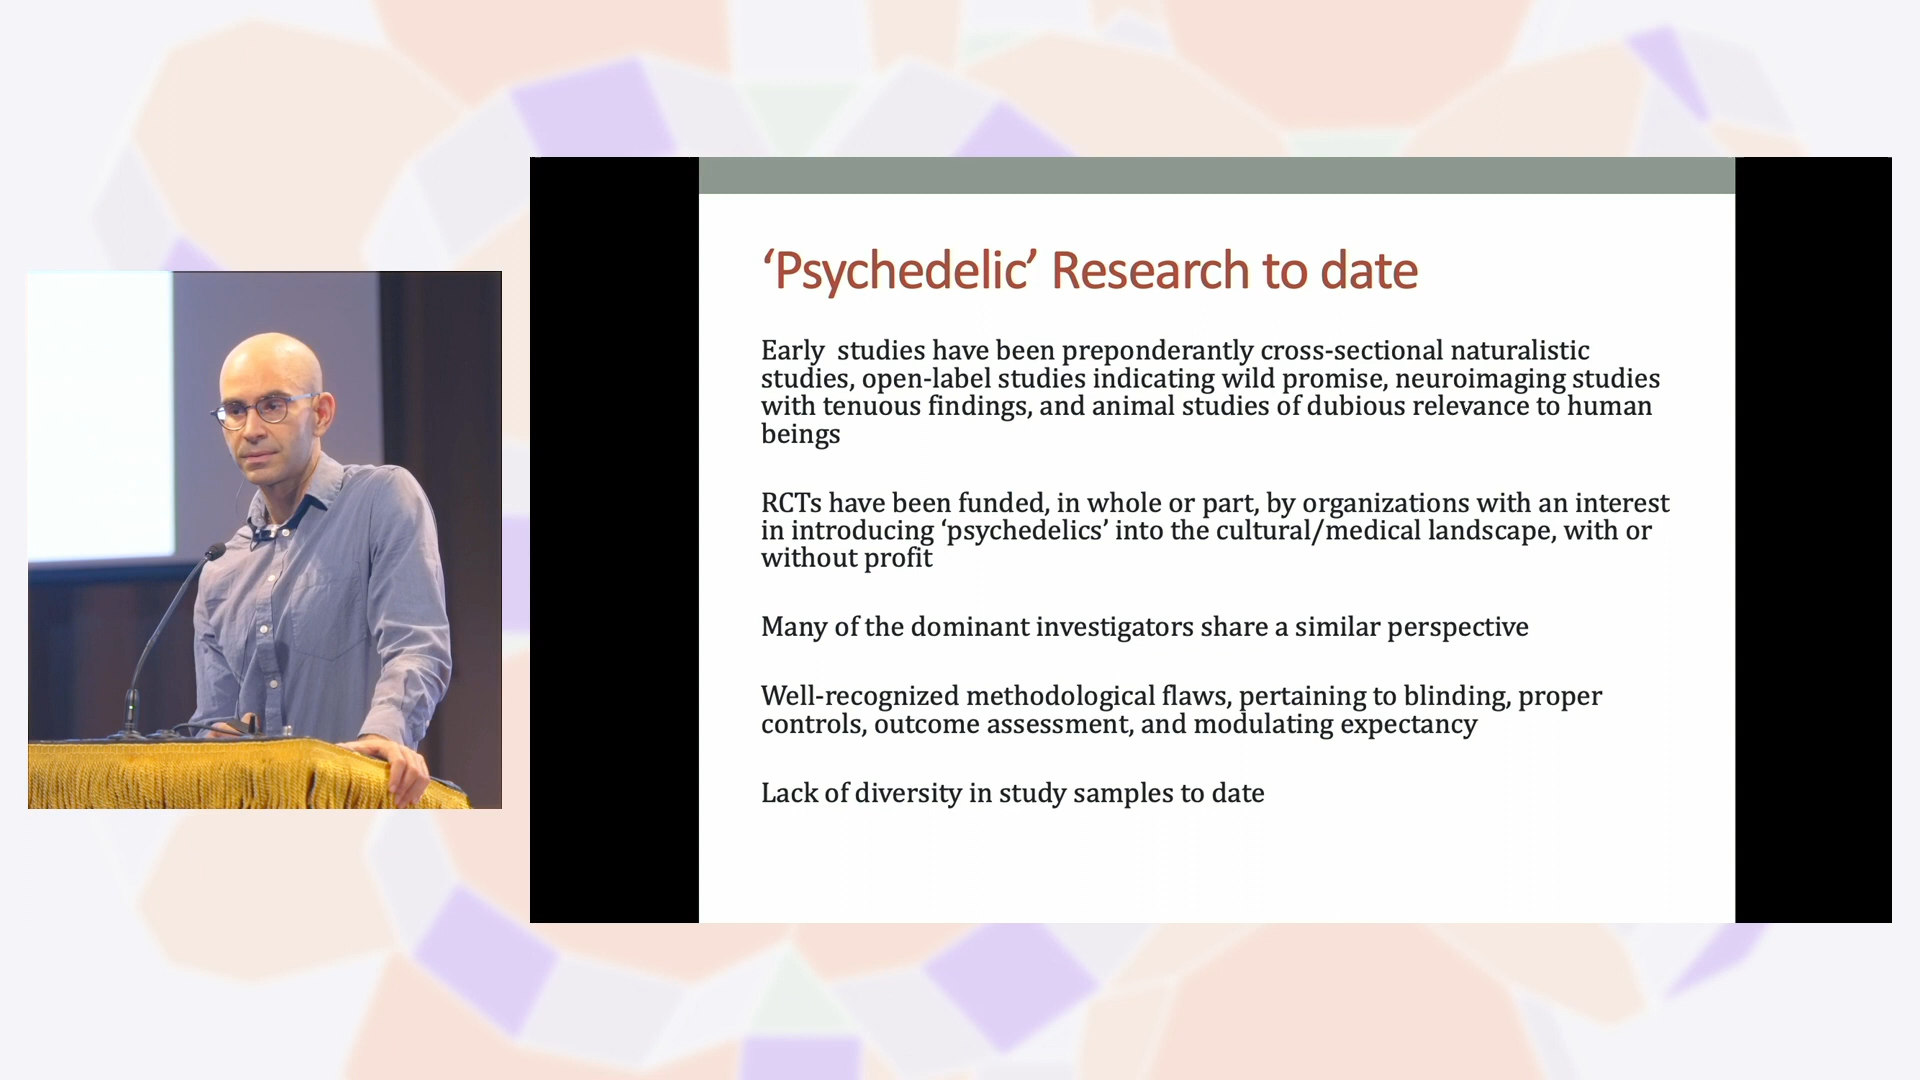 ‘Psychedelic’ Research to date
Early  studies have been preponderantly cross-sectional naturalistic
studies, open-label studies indicating wild promise, neuroimaging studies
with tenuous findings, and animal studies of dubious relevance to human
beings
RCTs have been funded, in whole or part, by organizations with an interest
in introducing ‘psychedelics’ into the cultural/medical landscape, with or
without profit
Many of the dominant investigators share a similar perspective
Well-recognized methodological flaws, pertaining to blinding, proper
controls, outcome assessment, and modulating expectancy
Lack of diversity in study samples to date